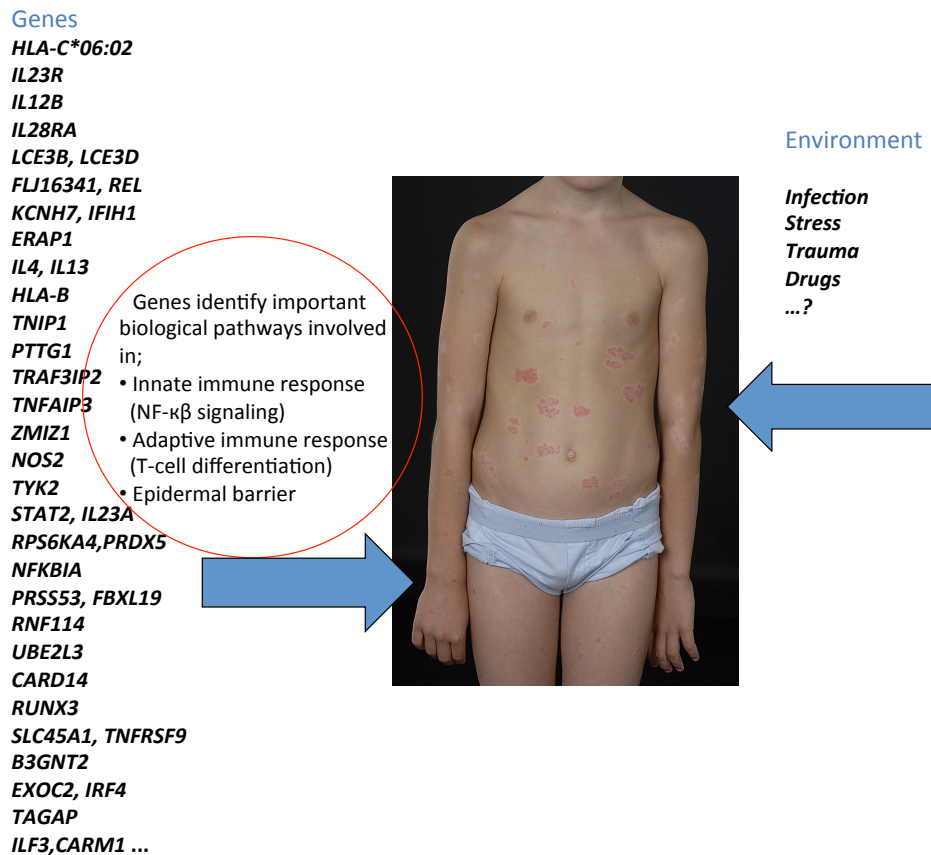 Genes
HLA-C*06:02
IL23R
IL12B
IL28RA
LCE3B, LCE3D
FLJ16341, REL
KCNH7, IFIH1
ERAP1
IL4, IL13
HLA-B
TNIP1
PTTG1
TRAF3IP2
TNFAIP3
ZMIZ1
NOS2
TYK2
STAT2, IL23A
RPS6KA4,PRDX5
NFKBIA
PRSS53, FBXL19
RNF114
UBE2L3
CARD14
RUNX3
SLC45A1, TNFRSF9
B3GNT2
EXOC2, IRF4
TAGAP
ILF3,CARM1 ...
Genes identify important
biological pathways involved
in;
• Innate immune response
(NF-κβ signaling)
• Adaptive immune response
(T-cell differentiation)
• Epidermal barrier
Environment
Infection
Stress
Trauma
Drugs
...?